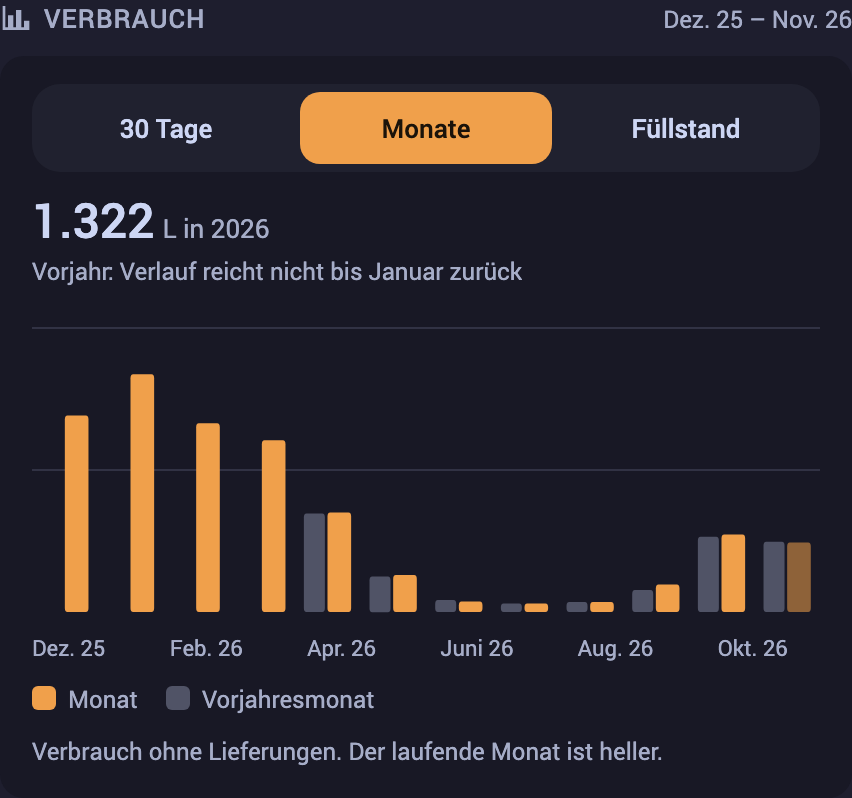 VERBRAUCH
Dez. 25 – Nov. 26
30 Tage
Monate
Füllstand
1.322 L in 2026
Vorjahr: Verlauf reicht nicht bis Januar zurück
Dez. 25 Feb. 26 Apr. 26 Juni 26 Aug. 26 Okt. 26
Monat Vorjahresmonat
Verbrauch ohne Lieferungen. Der laufende Monat ist heller.